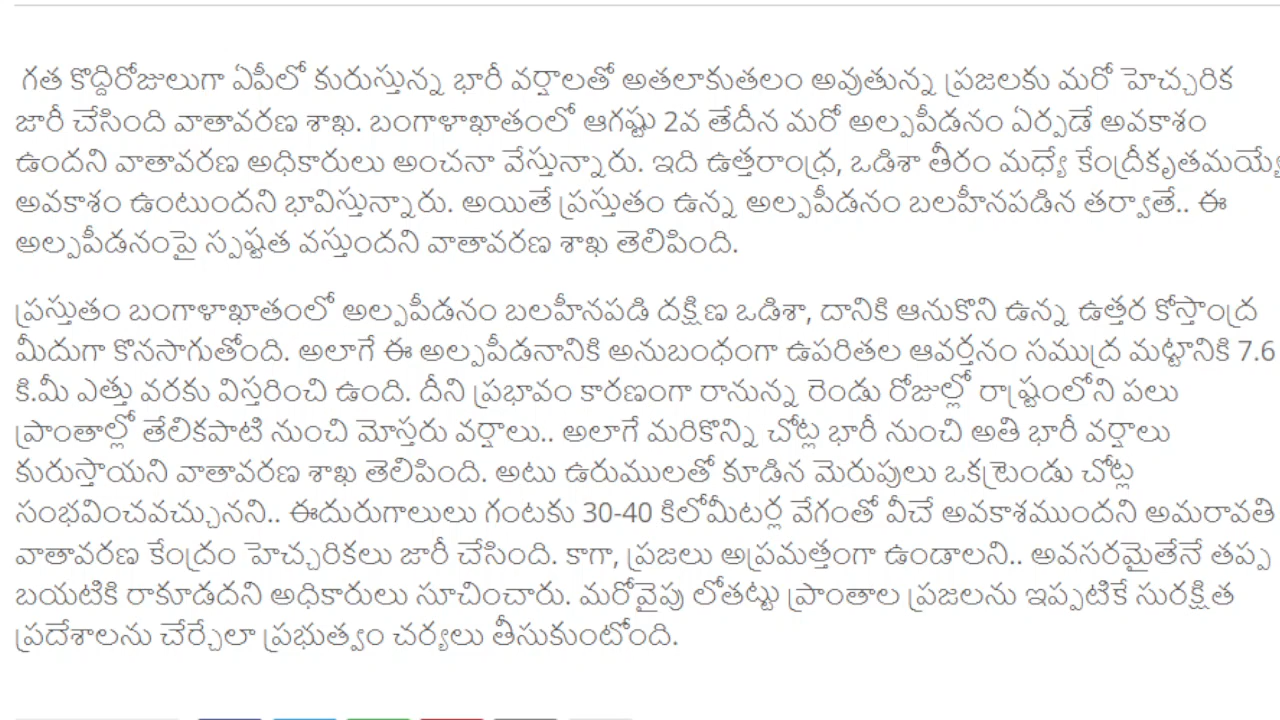 గత కొద్దిరోజులుగా ఏపీలో కురుస్తున్న భారీ వర్షాలతో అతలాకుతలం అవుతున్న ప్రజలకు మరో హెచ్చరిక
జారీ చేసింది వాతావరణ శాఖ. బంగాళాఖాతంలో ఆగష్టు 2వ తేదీన మరో అల్పపీడనం ఏర్పడే అవకాశం
ఉందని వాతావరణ అధికారులు అంచనా వేస్తున్నారు. ఇది ఉత్తరాంధ్ర, ఒడిశా తీరం మధ్యే కేంద్రీకృతమయ్యే
అవకాశం ఉంటుందని భావిస్తున్నారు. అయితే ప్రస్తుతం ఉన్న అల్పపీడనం బలహీనపడిన తర్వాతే.. ఈ
అల్పపీడనంపై స్పష్టత వస్తుందని వాతావరణ శాఖ తెలిపింది.
ప్రస్తుతం బంగాళాఖాతంలో అల్పపీడనం బలహీనపడి దక్షిణ ఒడిశా, దానికి ఆనుకొని ఉన్న ఉత్తర కోస్తాంద్ర
మీదుగా కొనసాగుతోంది. అలాగే ఈ అల్పపీడనానికి అనుబంధంగా ఉపరితల ఆవర్తనం సముద్ర మట్టానికి 7.6
కి.మీ ఎత్తు వరకు విస్తరించి ఉంది. దీని ప్రభావం కారణంగా రానున్న రెండు రోజుల్లో రాష్ట్రంలోని పలు
ప్రాంతాల్లో తేలికపాటి నుంచి మోస్తరు వర్షాలు.. అలాగే మరికొన్ని చోట్ల భారీ నుంచి అతి భారీ వర్షాలు
కురుస్తాయని వాతావరణ శాఖ తెలిపింది. అటు ఉరుములతో కూడిన మెరుపులు ఒకట్రెండు చోట్ల
సంభవించవచ్చునని.. ఈదురుగాలులు గంటకు 30-40 కిలోమీటర్ల వేగంతో వీచే అవకాశముందని అమరావతి
వాతావరణ కేంద్రం హెచ్చరికలు జారీ చేసింది. కాగా, ప్రజలు అప్రమత్తంగా ఉండాలని.. అవసరమైతేనే తప్ప
బయటికి రాకూడదని అధికారులు సూచించారు. మరోవైపు లోతట్టు ప్రాంతాల ప్రజలను ఇప్పటికే సురక్షిత
ప్రదేశాలను చేర్చేలా ప్రభుత్వం చర్యలు తీసుకుంటోంది.